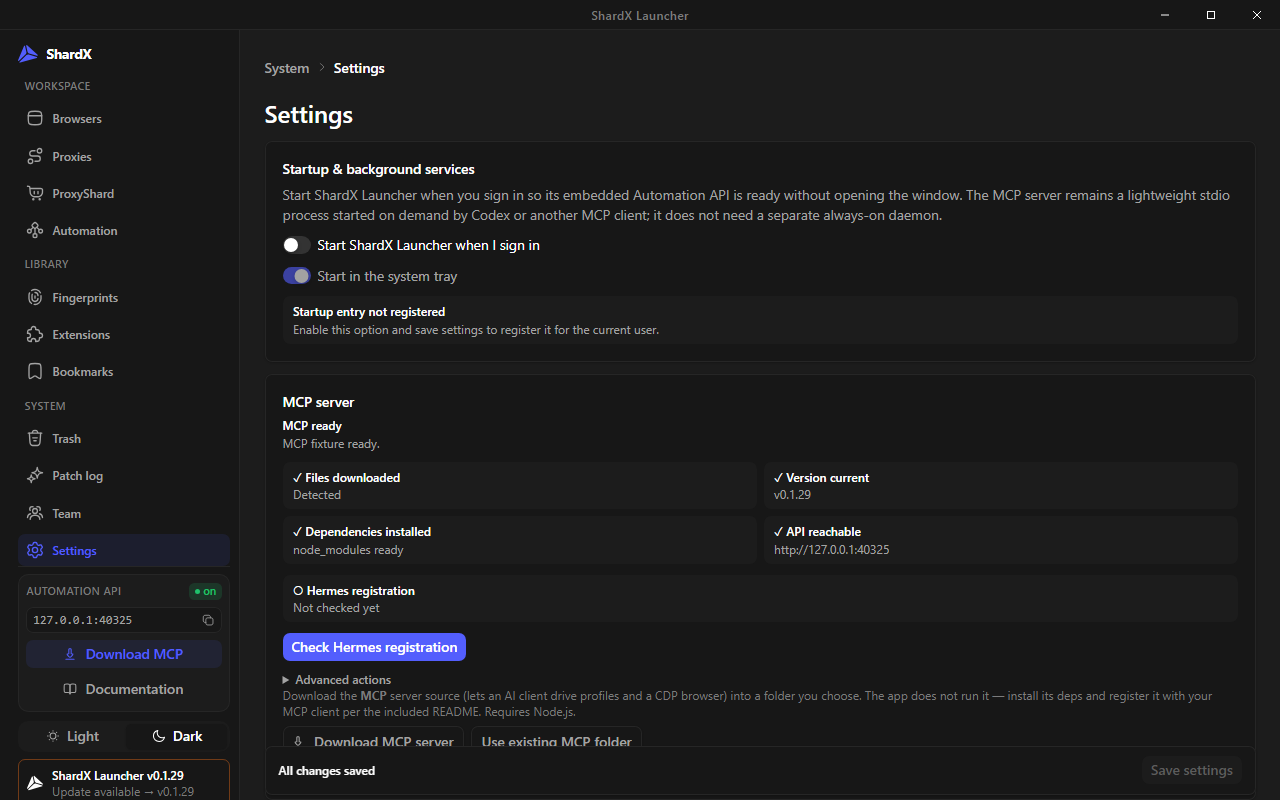 ShardX Launcher
ShardX
WORKSPACE
Browsers
Proxies
ProxyShard
Automation
LIBRARY
Fingerprints
Extensions
Bookmarks
SYSTEM
Trash
Patch log
Team
Settings
AUTOMATION API
on
127.0.0.1:40325
Download MCP
Documentation
Light
Dark
ShardX Launcher v0.1.29
Update available → v0.1.29
System > Settings
Settings
Startup & background services
Start ShardX Launcher when you sign in so its embedded Automation API is ready without opening the window. The MCP server remains a lightweight stdio
process started on demand by Codex or another MCP client; it does not need a separate always-on daemon.
Start ShardX Launcher when I sign in
Start in the system tray
Startup entry not registered
Enable this option and save settings to register it for the current user.
MCP server
MCP ready
MCP fixture ready.
✓ Files downloaded
Detected
✓ Version current
v0.1.29
✓ Dependencies installed
node_modules ready
✓ API reachable
http://127.0.0.1:40325
○ Hermes registration
Not checked yet
Check Hermes registration
Advanced actions
Download the MCP server source (lets an AI client drive profiles and a CDP browser) into a folder you choose. The app does not run it — install its deps and register it with your
MCP client per the included README. Requires Node.js.
Download MCP server
Use existing MCP folder
All changes saved
Save settings